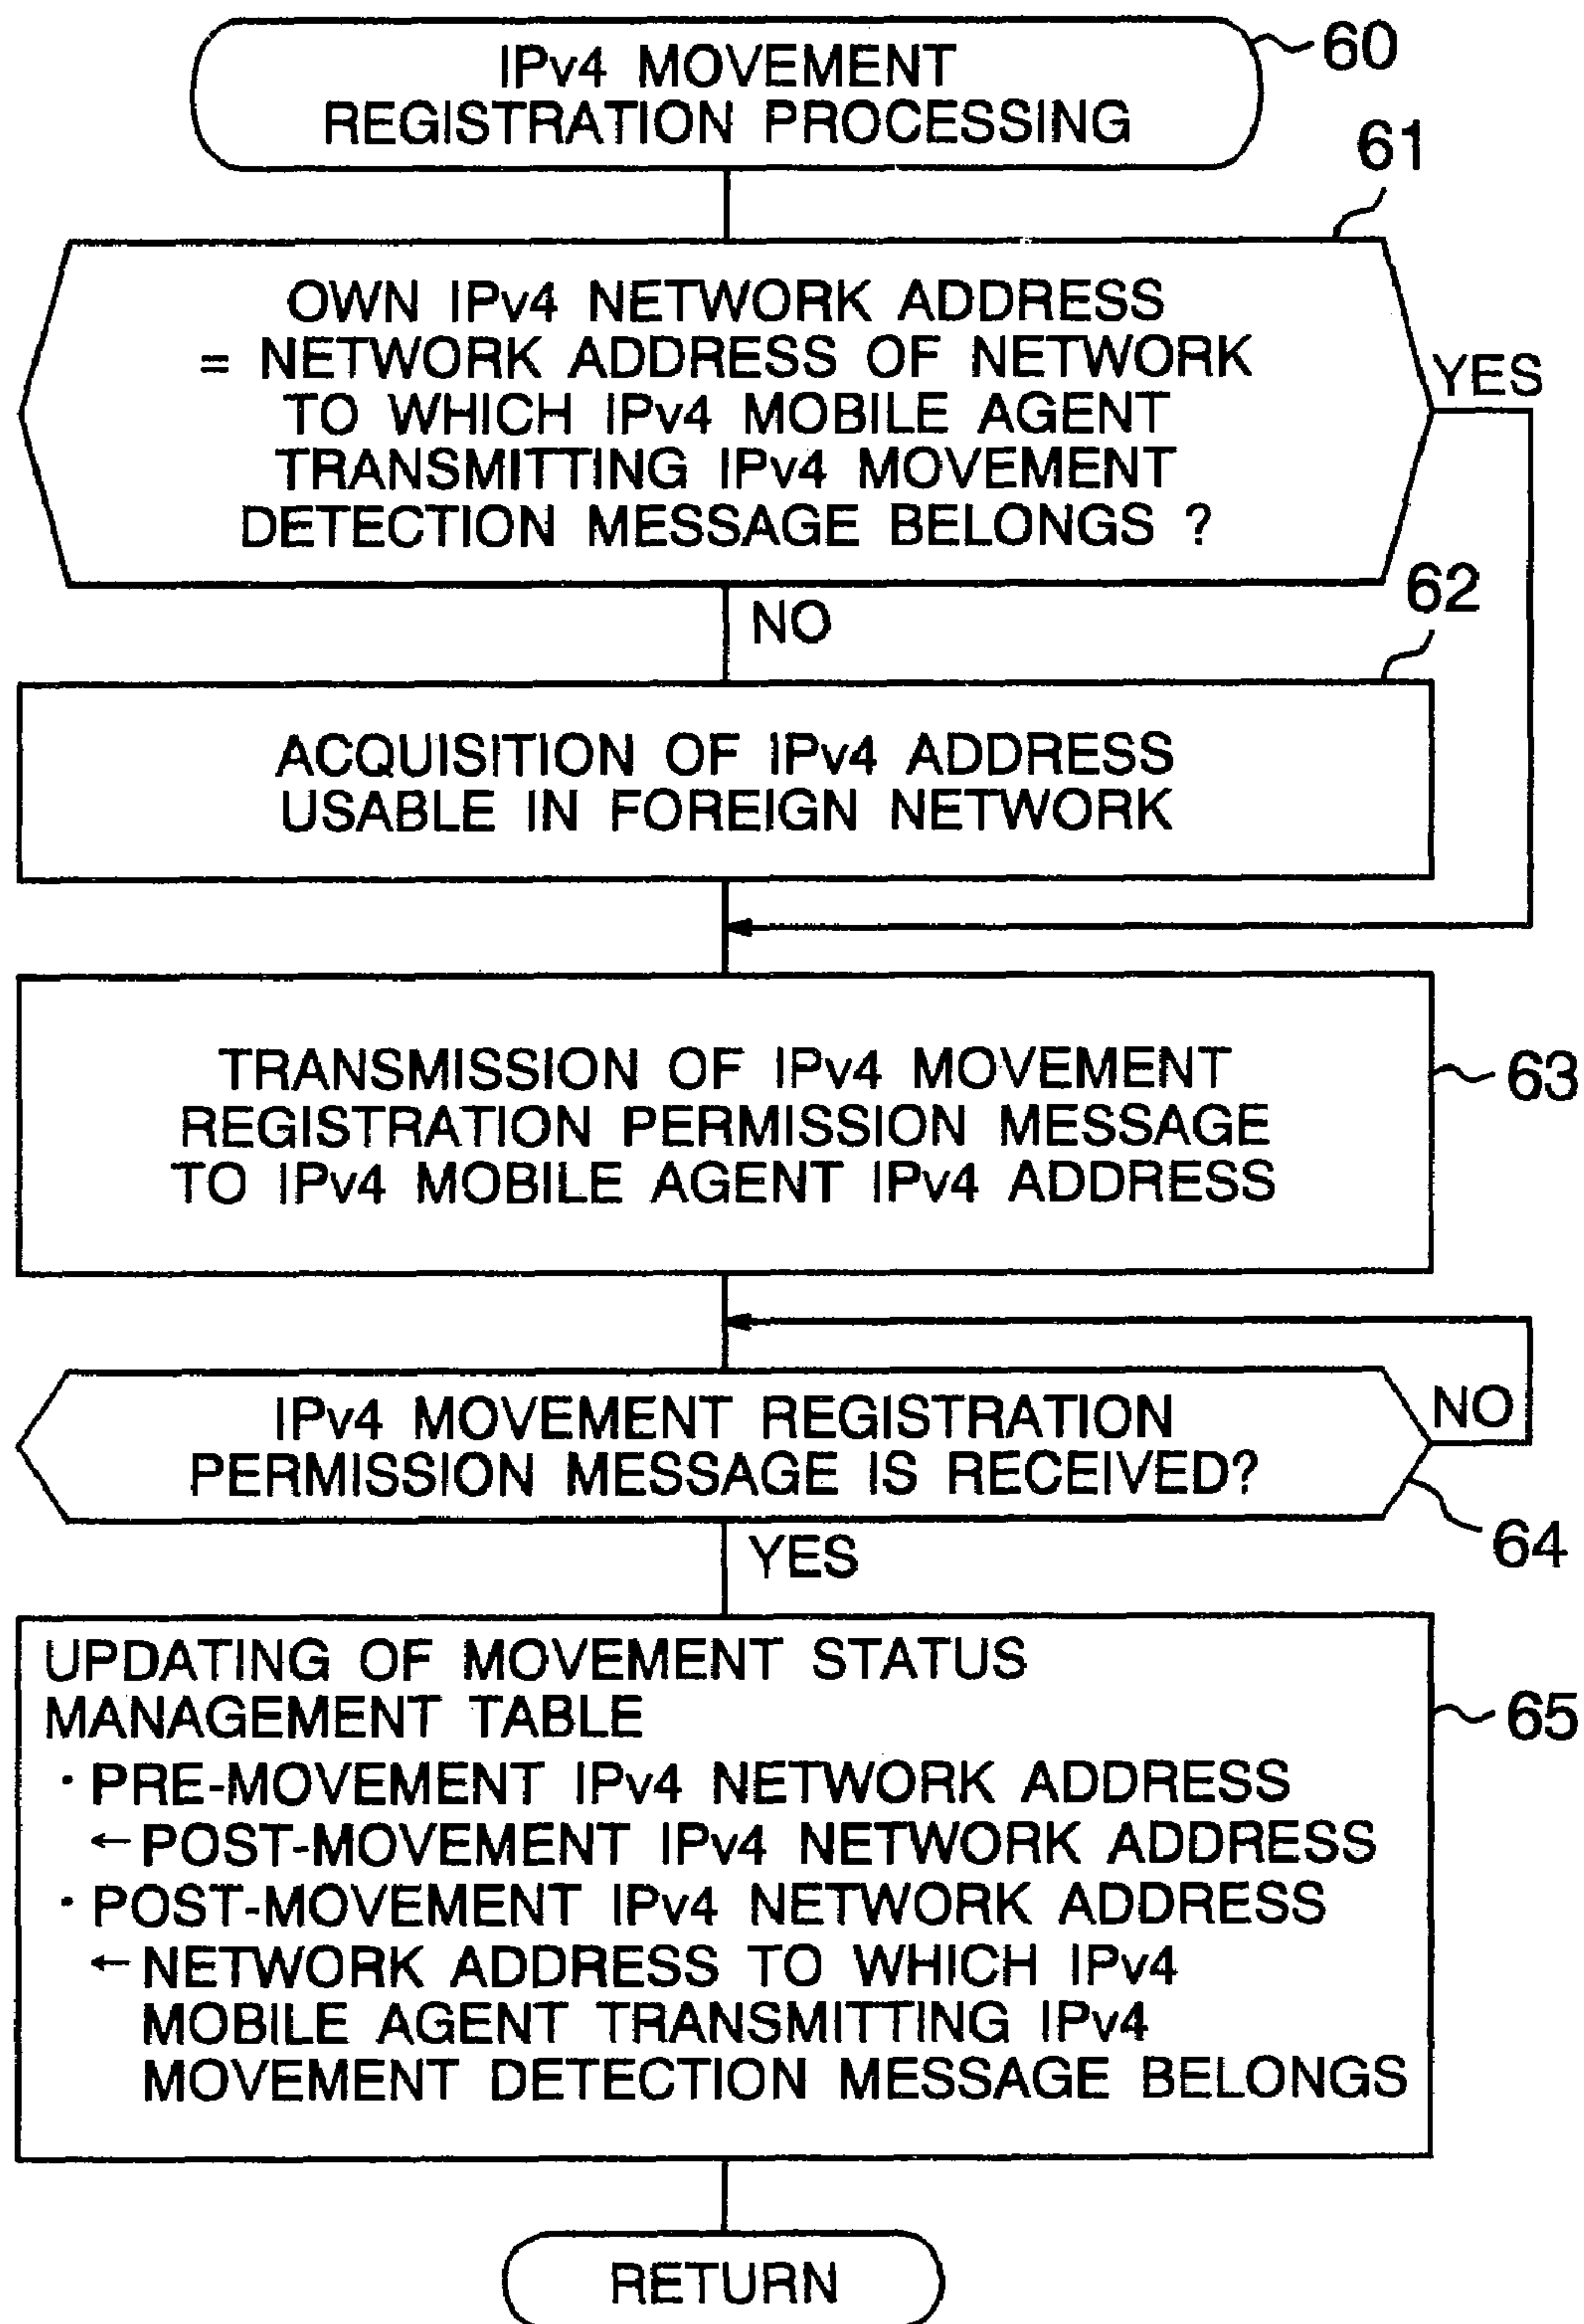 IPv4 MOVEMENT
REGISTRATION PROCESSING
60
61
OWN IPv4 NETWORK ADDRESS
= NETWORK ADDRESS OF NETWORK
TO WHICH IPv4 MOBILE AGENT
TRANSMITTING IPv4 MOVEMENT
DETECTION MESSAGE BELONGS ?
YES
NO
62
ACQUISITION OF IPv4 ADDRESS
USABLE IN FOREIGN NETWORK
TRANSMISSION OF IPv4 MOVEMENT
REGISTRATION PERMISSION MESSAGE
TO IPv4 MOBILE AGENT IPv4 ADDRESS
63
IPv4 MOVEMENT REGISTRATION
PERMISSION MESSAGE IS RECEIVED?
NO
64
YES
UPDATING OF MOVEMENT STATUS
MANAGEMENT TABLE
· PRE-MOVEMENT IPv4 NETWORK ADDRESS
← POST-MOVEMENT IPv4 NETWORK ADDRESS
· POST-MOVEMENT IPv4 NETWORK ADDRESS
← NETWORK ADDRESS TO WHICH IPv4
MOBILE AGENT TRANSMITTING IPv4
MOVEMENT DETECTION MESSAGE BELONGS
65
RETURN